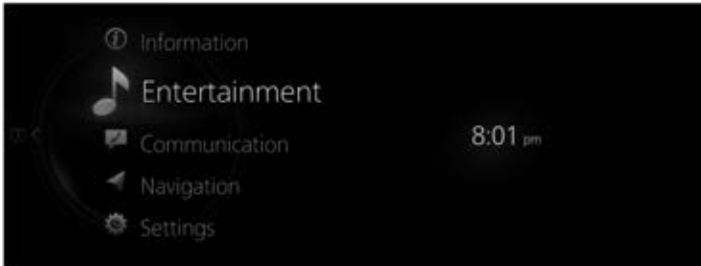 Information
Entertainment
8:01 pm
Communication
Navigation
Settings